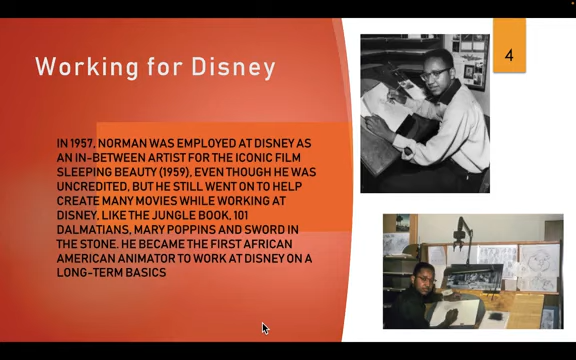 4
Working for Disney
IN 1957, NORMAN WAS EMPLOYED AT DISNEY AS
AN IN-BETWEEN ARTIST FOR THE ICONIC FILM
SLEEPING BEAUTY (1959), EVEN THOUGH HE WAS
UNCREDITED, BUT HE STILL WENT ON TO HELP
CREATE MANY MOVIES WHILE WORKING AT
DISNEY. LIKE THE JUNGLE BOOK, 101
DALMATIANS, MARY POPPINS AND SWORD IN
THE STONE. HE BECAME THE FIRST AFRICAN
AMERICAN ANIMATOR TO WORK AT DISNEY ON A
LONG-TERM BASICS